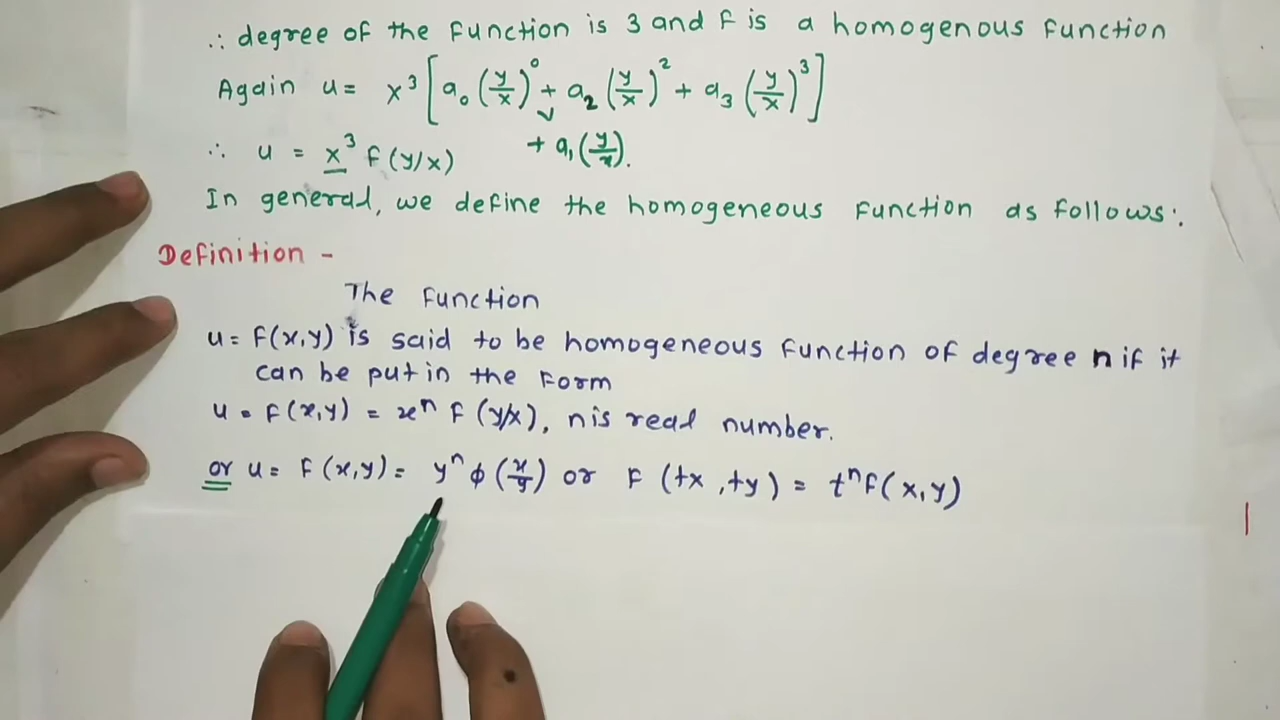 ∴ degree of the function is 3 and f is a homogenous function
Again u = x³ [a₀ (y/x)⁰ + a₂ (y/x)² + a₃ (y/x)³]
+ a₁ (y/x).
∴ u = x³ f (y/x)
In general, we define the homogeneous function as follows:.
Definition -
The function
u = f(x,y) is said to be homogeneous function of degree n if it
can be put in the form
u = f(x,y) = xⁿ f (y/x), n is real number.
or u = f(x,y) = yⁿ ϕ (x/y) or f (tx, ty) = tⁿ f(x,y)